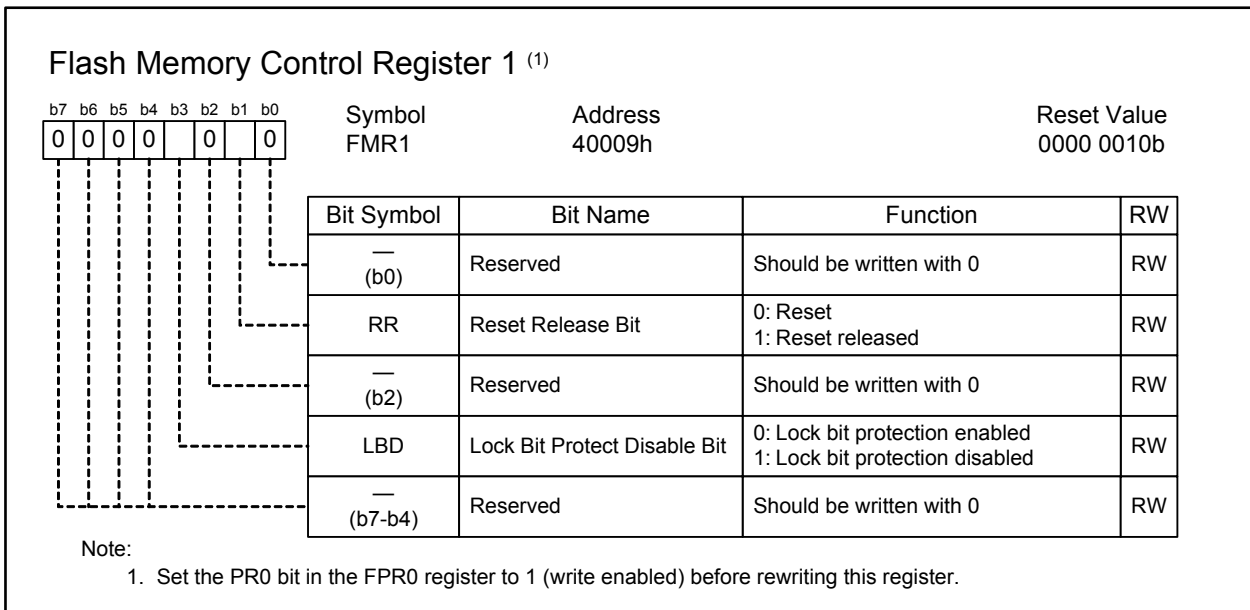 Flash Memory Control Register 1 (1)
b7 b6 b5 b4 b3 b2 b1 b0
0 0 0 0 0 0
Symbol Address Reset Value
FMR1 40009h 0000 0010b
Bit Symbol Bit Name Function RW
—
(b0) Reserved Should be written with 0 RW
RR Reset Release Bit 0: Reset
1: Reset released RW
—
(b2) Reserved Should be written with 0 RW
LBD Lock Bit Protect Disable Bit 0: Lock bit protection enabled
1: Lock bit protection disabled RW
—
(b7-b4) Reserved Should be written with 0 RW
Note:
1. Set the PR0 bit in the FPR0 register to 1 (write enabled) before rewriting this register.